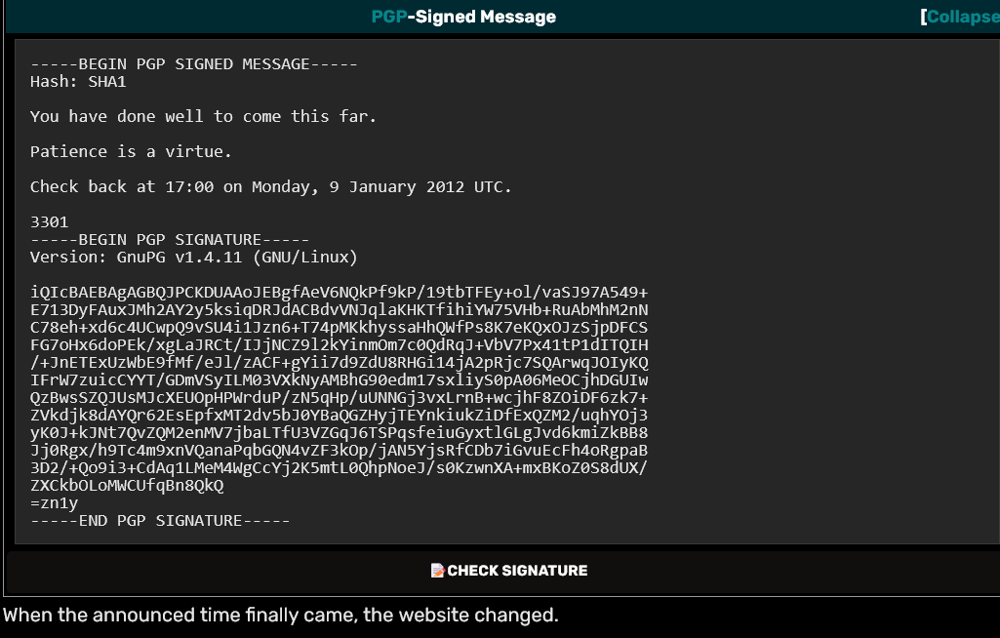 PGP-Signed Message [Collapse
-----BEGIN PGP SIGNED MESSAGE-----
Hash: SHA1
You have done well to come this far.
Patience is a virtue.
Check back at 17:00 on Monday, 9 January 2012 UTC.
3301
-----BEGIN PGP SIGNATURE-----
Version: GnuPG v1.4.11 (GNU/Linux)
iQIcBAEBAgAGBQJPCKDUAAoJEBgfAeV6NQkPf9kP/19tbTFEy+ol/vaSJ97A549+
E713DyFAuxJMh2AY2y5ksiqDRJdACBdvVNJqlaKHKTfihiYW75VHb+RuAbMhM2nN
C78eh+xd6c4UCwpQ9vSU4i1Jzn6+T74pMKkhyssaHhQWfPs8K7eKQxOJzSjpDFCS
FG7oHx6doPEk/xgLaJRCt/IJjNCZ9l2kYinmOm7c0QdRqJ+VbV7Px41tP1dITQIH
/+JnETExUzWbE9fMf/eJl/zACF+gYii7d9ZdU8RHGi14jA2pRjc7SQArwqJOIyKQ
IFrW7zuicCYYT/GDmVSyILM03VXkNyAMBhG90edm17sxliyS0pA06MeOCjhDGUIw
QzBwsSZQJUsMJcXEUOpHPWrduP/zN5qHp/uUNNGj3vxLrnB+wcjhF8ZOiDF6zk7+
ZVkdjk8dAYQr62EsEpfxMT2dv5bJ0YBaQGZHyjTEYnkiukZiDfExQZM2/uqhYOj3
yK0J+kJNt7QvZQM2enMV7jbaLTfU3VZGqJ6TSPqsfeiuGyxtlGLgJvd6kmiZkBB8
Jj0Rgx/h9Tc4m9xnVQanaPqbGQN4vZF3kOp/jAN5YjsRfCDb7iGvuEcFh4oRgpaB
3D2/+Qo9i3+CdAq1LMeM4WgCcYj2K5mtL0QhpNoeJ/s0KzwnXA+mxBKoZ0S8dUX/
ZXCkbOLoMWCUfqBn8QkQ
=zn1y
-----END PGP SIGNATURE-----
CHECK SIGNATURE
When the announced time finally came, the website changed.